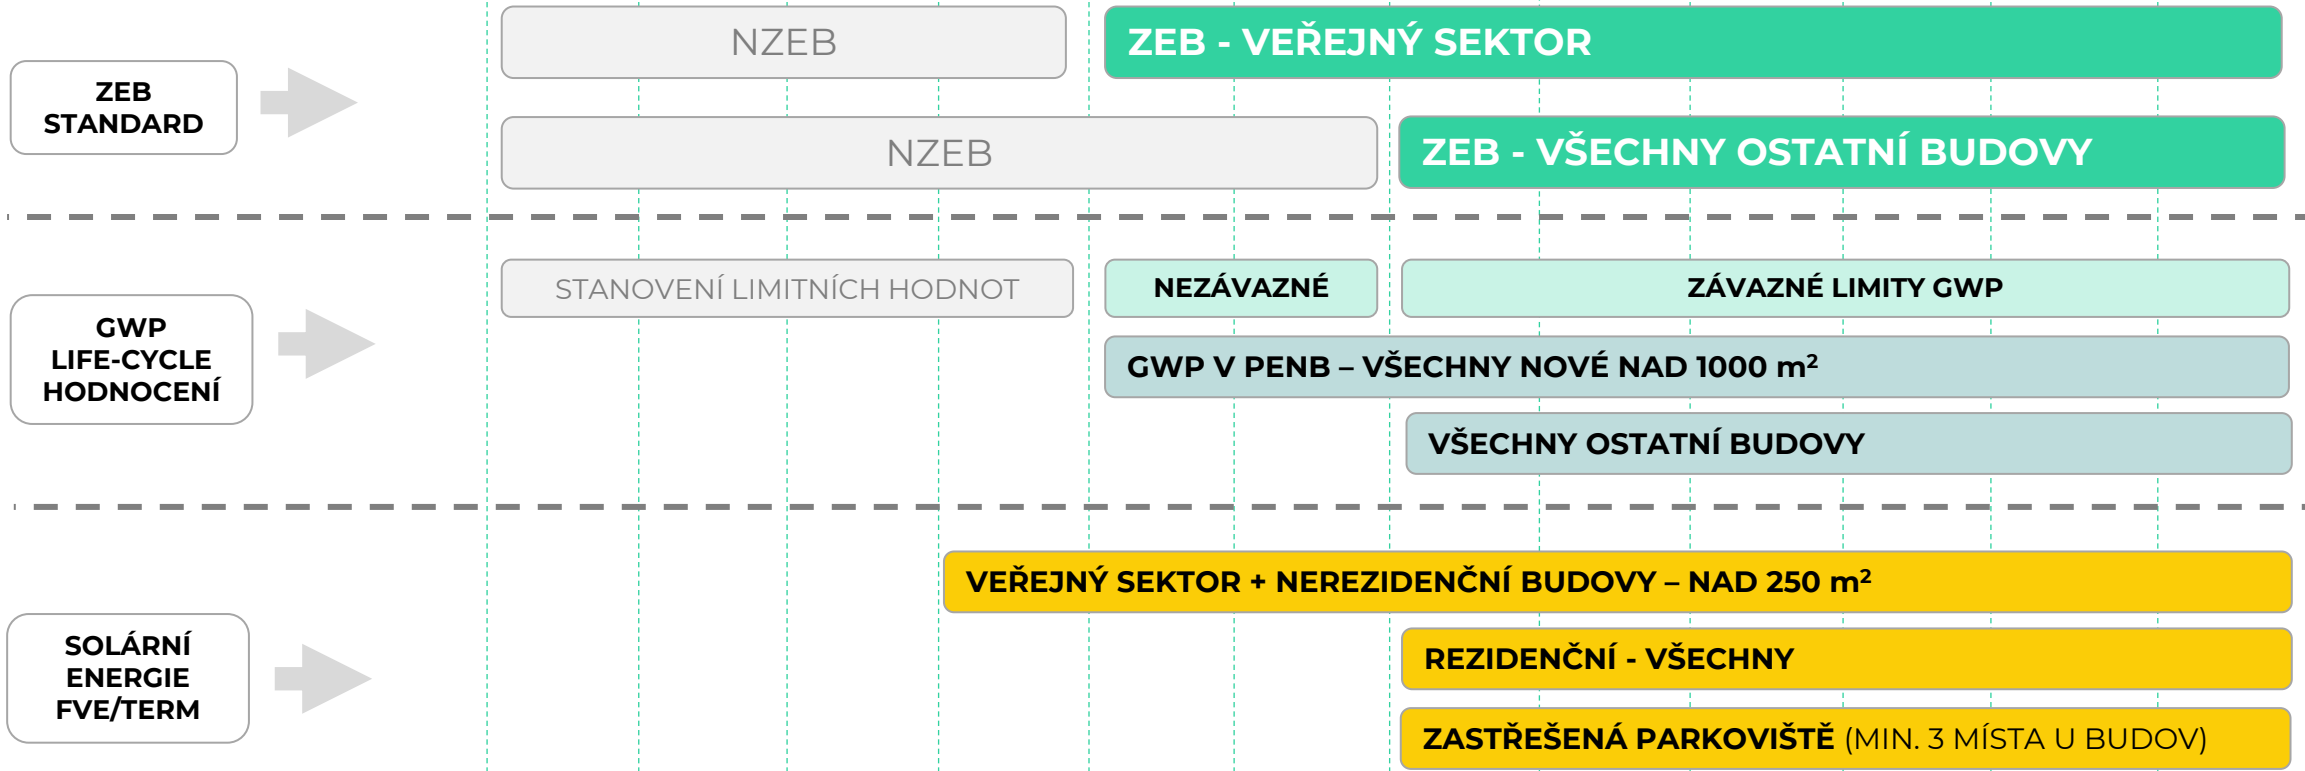 NZEB
ZEB - VEŘEJNÝ SEKTOR
ZEB
STANDARD
NZEB
ZEB - VŠECHNY OSTATNÍ BUDOVY
STANOVENÍ LIMITNÍCH HODNOT
NEZÁVAZNÉ
ZÁVAZNÉ LIMITY GWP
GWP
LIFE-CYCLE
HODNOCENÍ
GWP V PENB – VŠECHNY NOVÉ NAD 1000 m²
VŠECHNY OSTATNÍ BUDOVY
VEŘEJNÝ SEKTOR + NEREZIDENČNÍ BUDOVY – NAD 250 m²
SOLÁRNÍ
ENERGIE
FVE/TERM
REZIDENČNÍ - VŠECHNY
ZASTŘEŠENÁ PARKOVIŠTĚ (MIN. 3 MÍSTA U BUDOV)